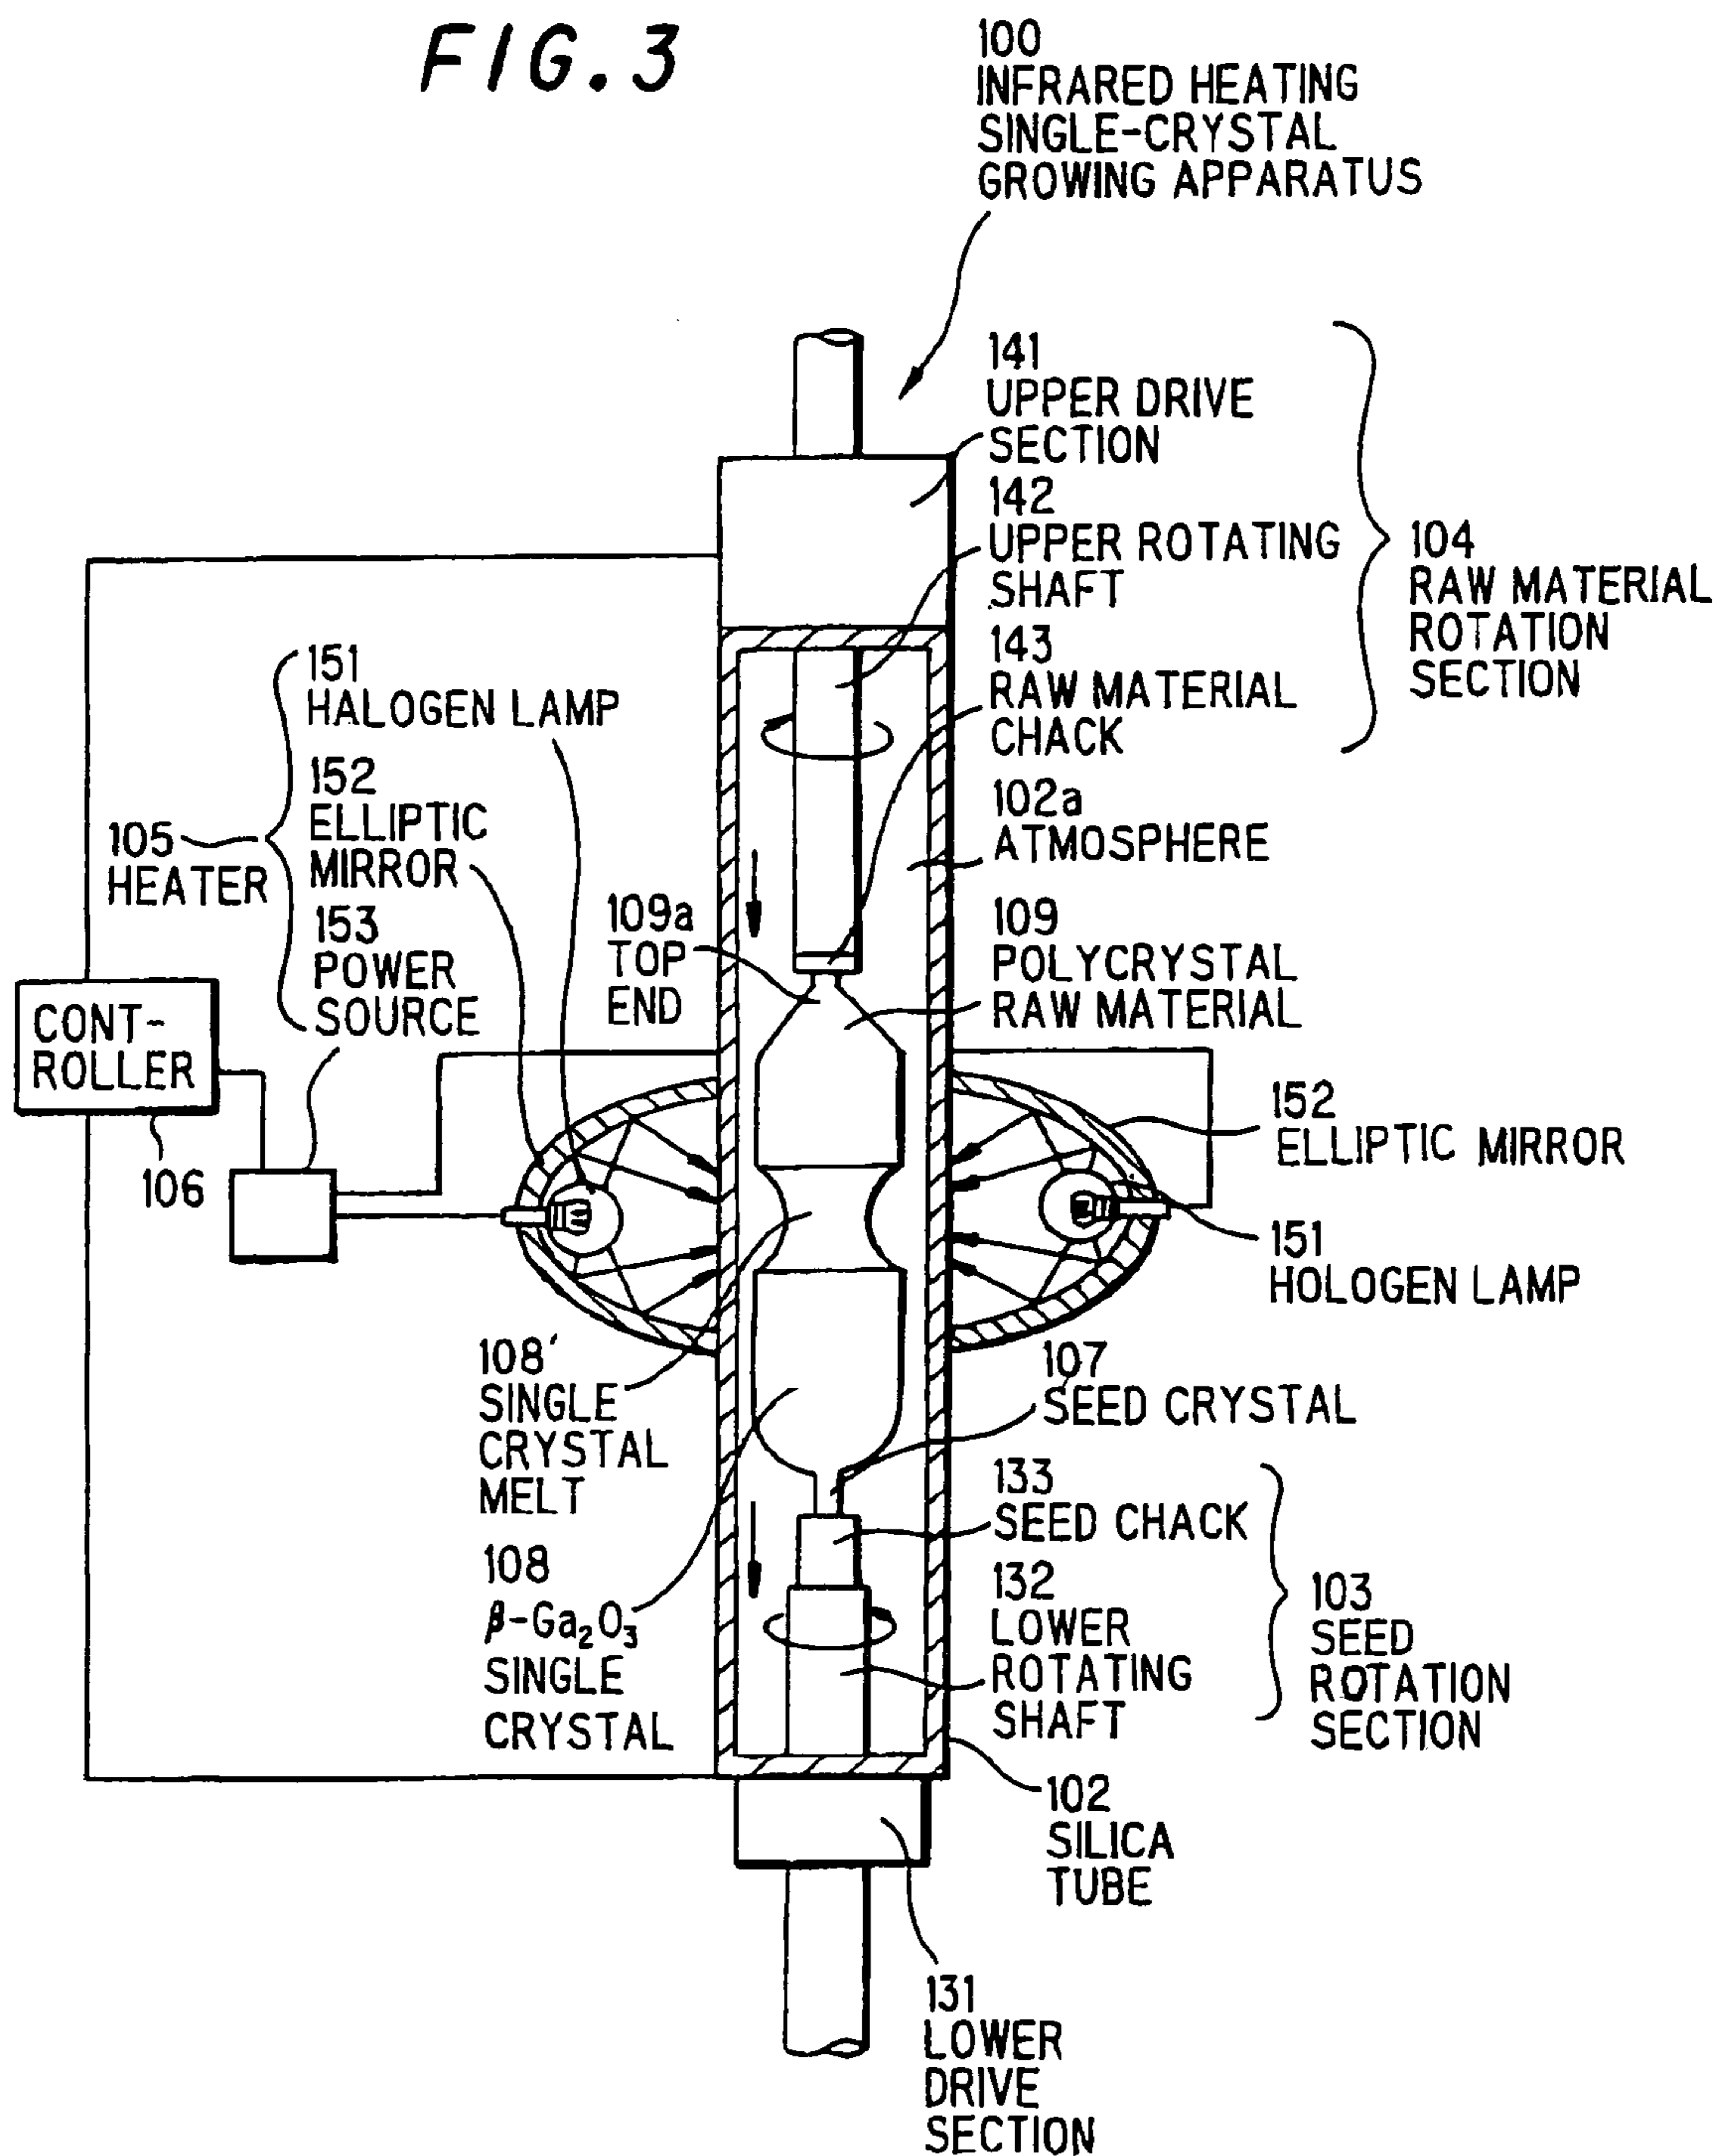 FIG. 3
100
INFRARED HEATING
SINGLE-CRYSTAL
GROWING APPARATUS
141
UPPER DRIVE
SECTION
142
UPPER ROTATING
SHAFT
143
RAW MATERIAL
CHACK
104
RAW MATERIAL
ROTATION
SECTION
102a
ATMOSPHERE
109
POLYCRYSTAL
RAW MATERIAL
151
HALOGEN LAMP
152
ELLIPTIC
MIRROR
153
POWER
SOURCE
105
HEATER
109a
TOP
END
CONT-
ROLLER
106
152
ELLIPTIC MIRROR
151
HOLOGEN LAMP
108'
SINGLE
CRYSTAL
MELT
108
β-Ga₂O₃
SINGLE
CRYSTAL
107
SEED CRYSTAL
133
SEED CHACK
132
LOWER
ROTATING
SHAFT
103
SEED
ROTATION
SECTION
102
SILICA
TUBE
131
LOWER
DRIVE
SECTION